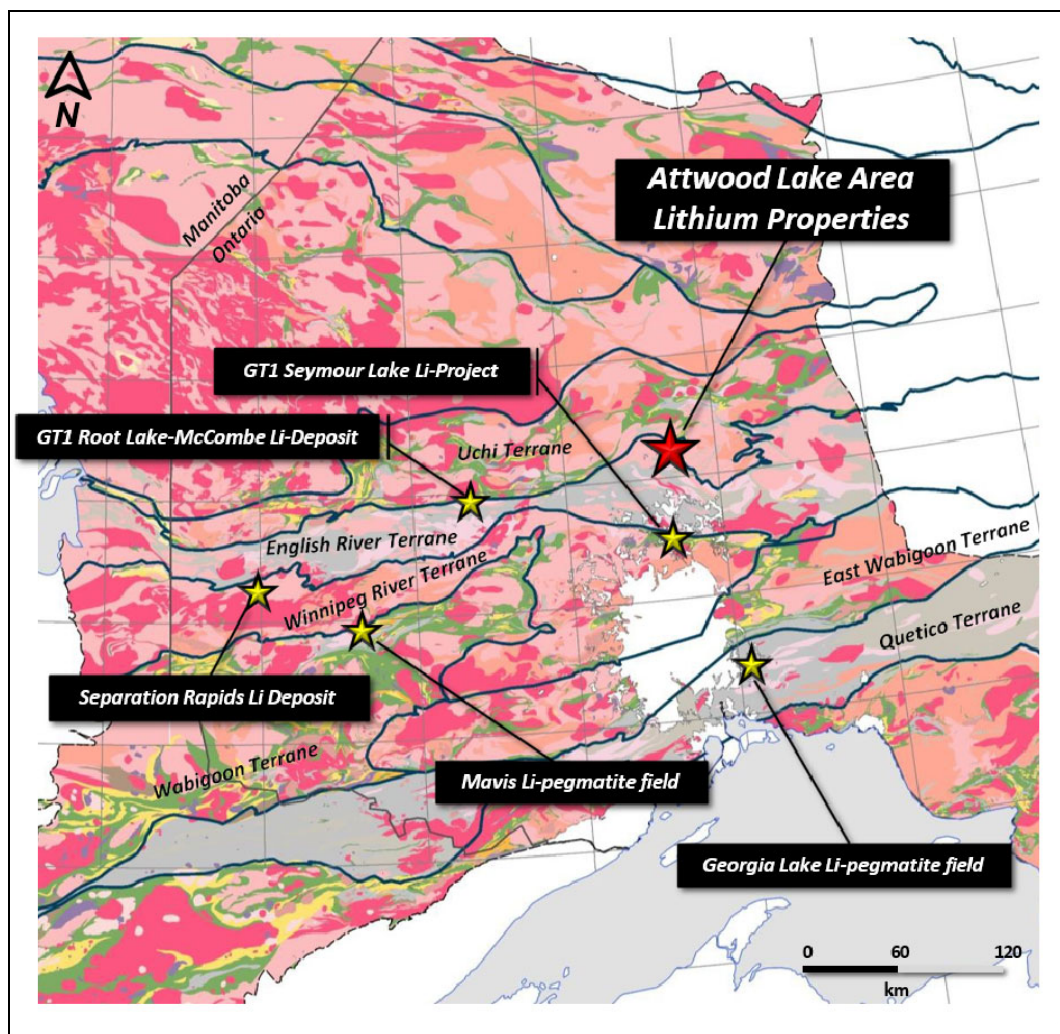 N
Manitoba
Ontario
Attwood Lake Area
Lithium Properties
GT1 Seymour Lake Li-Project
GT1 Root Lake-McCombe Li-Deposit
Uchi Terrane
English River Terrane
Winnipeg River Terrane
East Wabigoon Terrane
Quetico Terrane
Separation Rapids Li Deposit
Wabigoon Terrane
Mavis Li-pegmatite field
Georgia Lake Li-pegmatite field
0 60 120
km